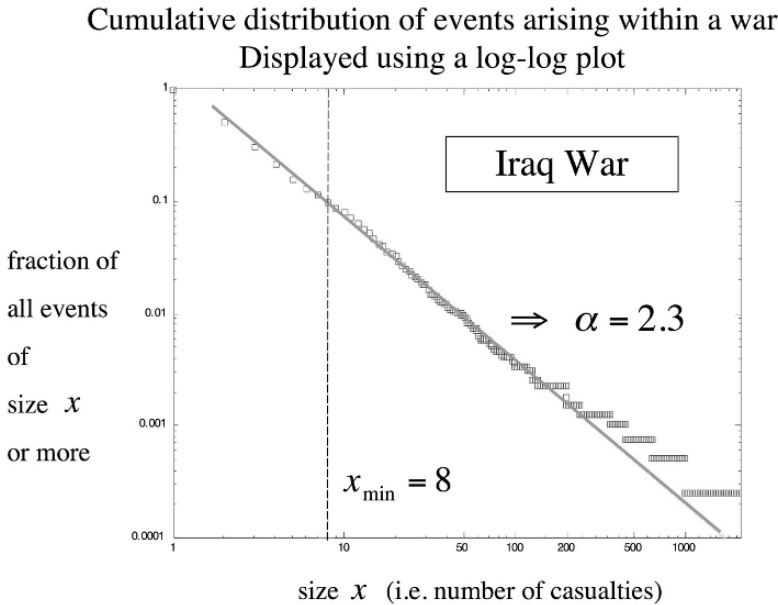 Cumulative distribution of events arising within a war
Displayed using a log-log plot
1
Iraq War
0.1
fraction of
all events
of
size x
or more
0.01
⇒ α = 2.3
0.001
x_min = 8
0.0001
1 10 50 100 200 500 1000
size x (i.e. number of casualties)